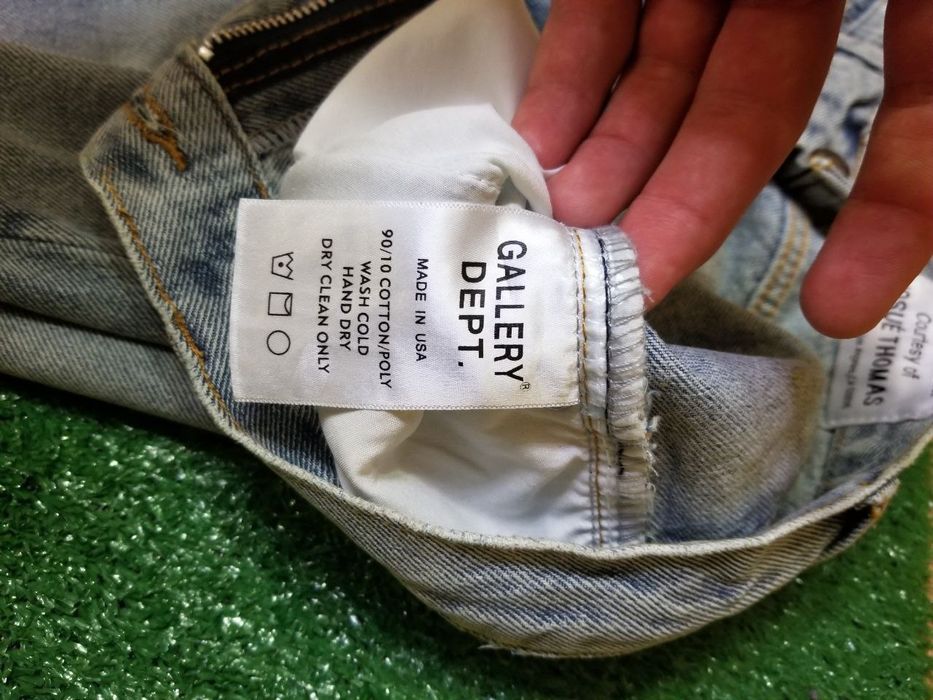 GALLERY®
DEPT.
MADE IN USA
90/10 COTTON/POLY
WASH COLD
HAND DRY
DRY CLEAN ONLY
Courtesy of
THOMAS